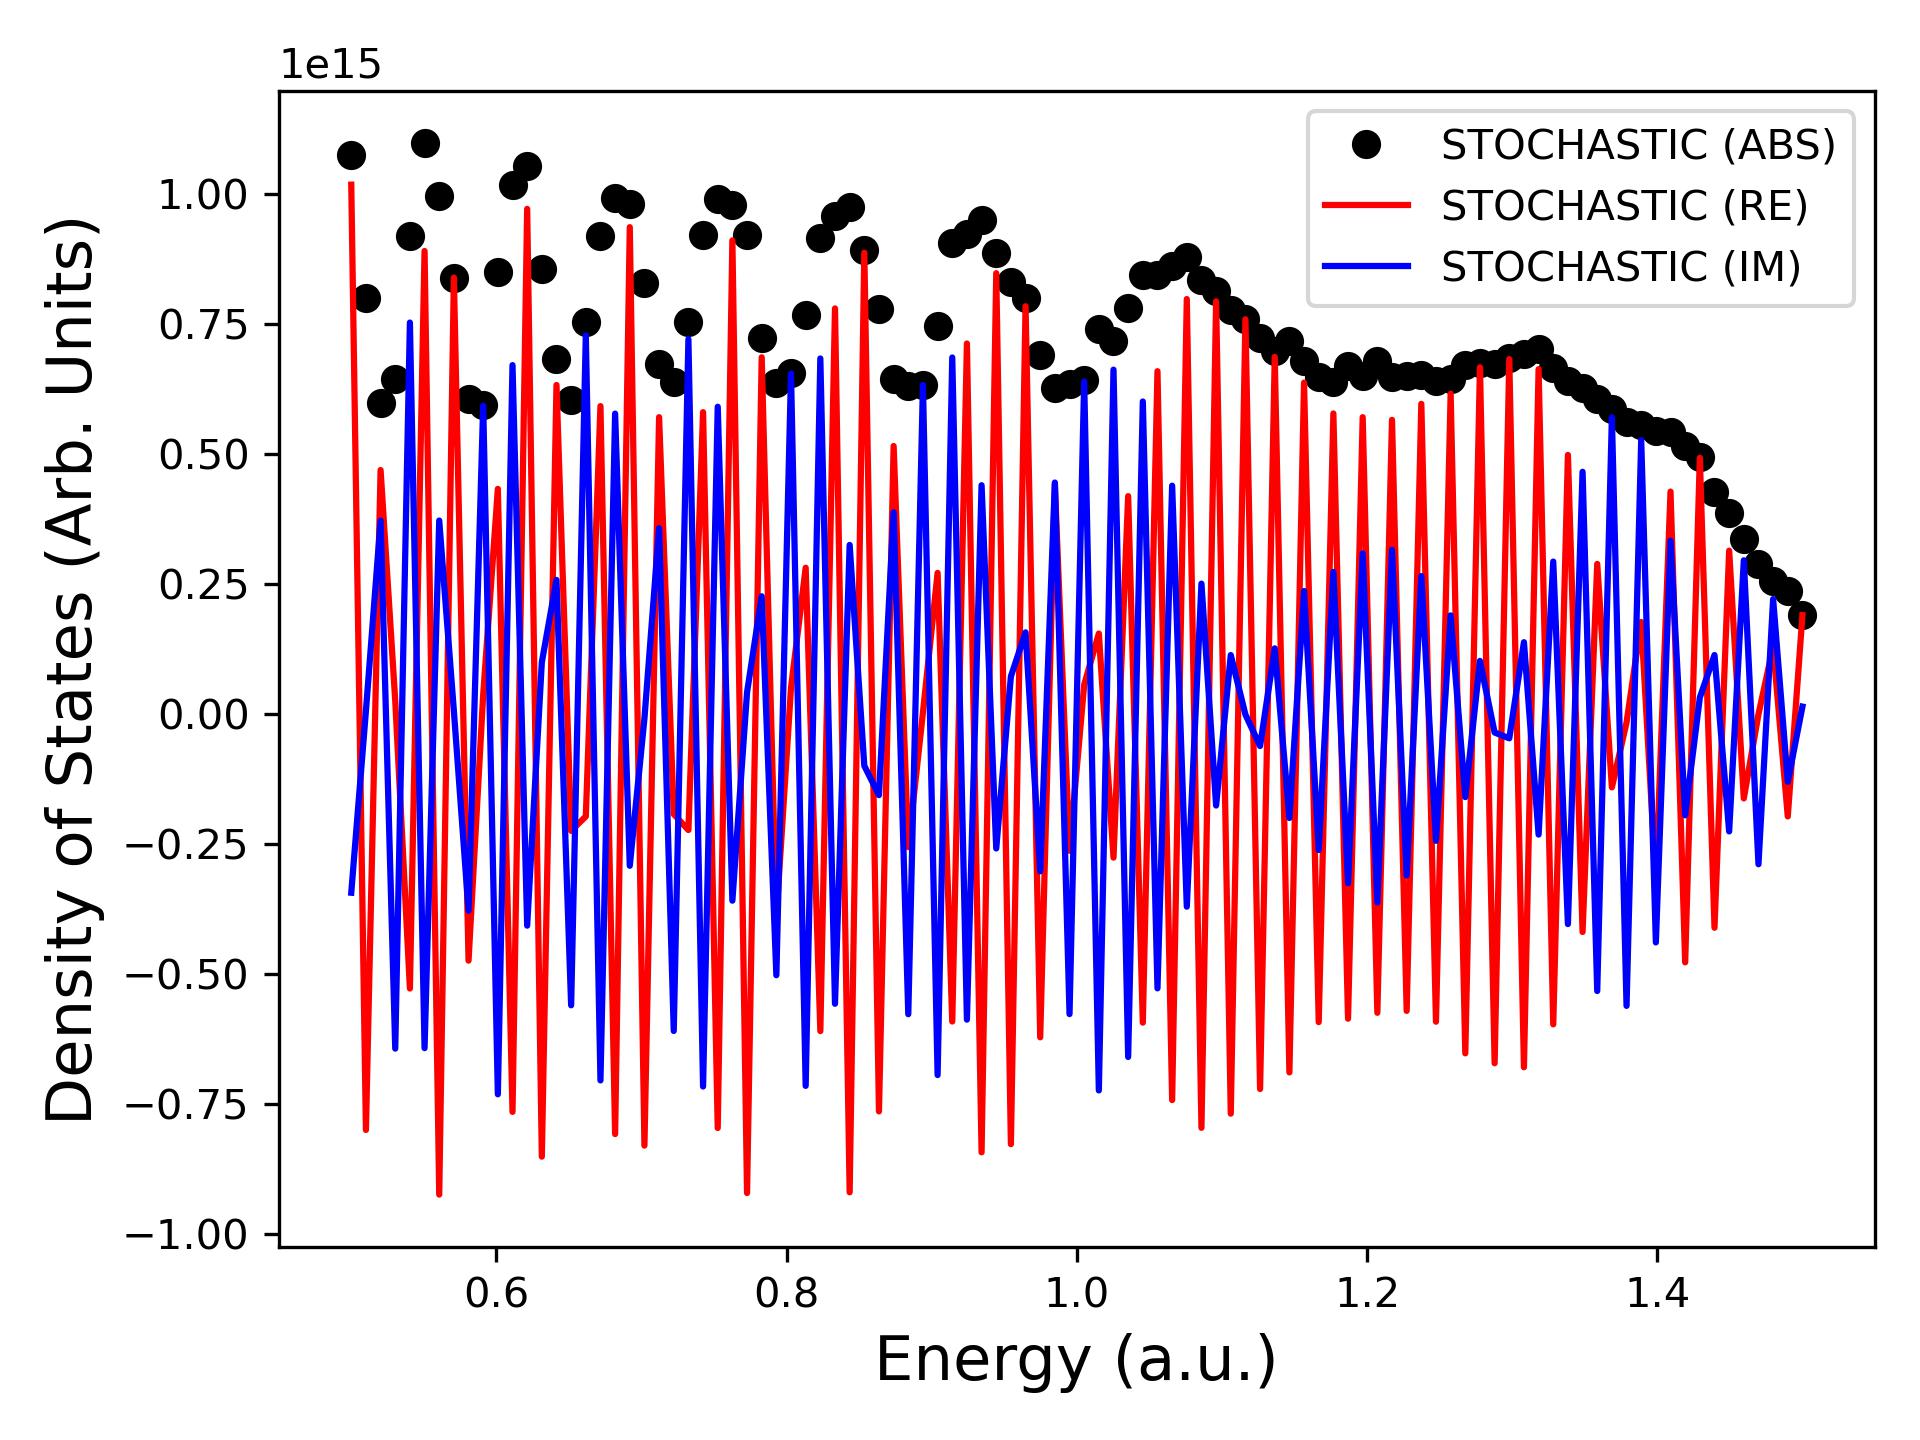 1e15
STOCHASTIC (ABS)
STOCHASTIC (RE)
STOCHASTIC (IM)
1.00
0.75
0.50
0.25
0.00
−0.25
−0.50
−0.75
−1.00
Density of States (Arb. Units)
0.6 0.8 1.0 1.2 1.4
Energy (a.u.)